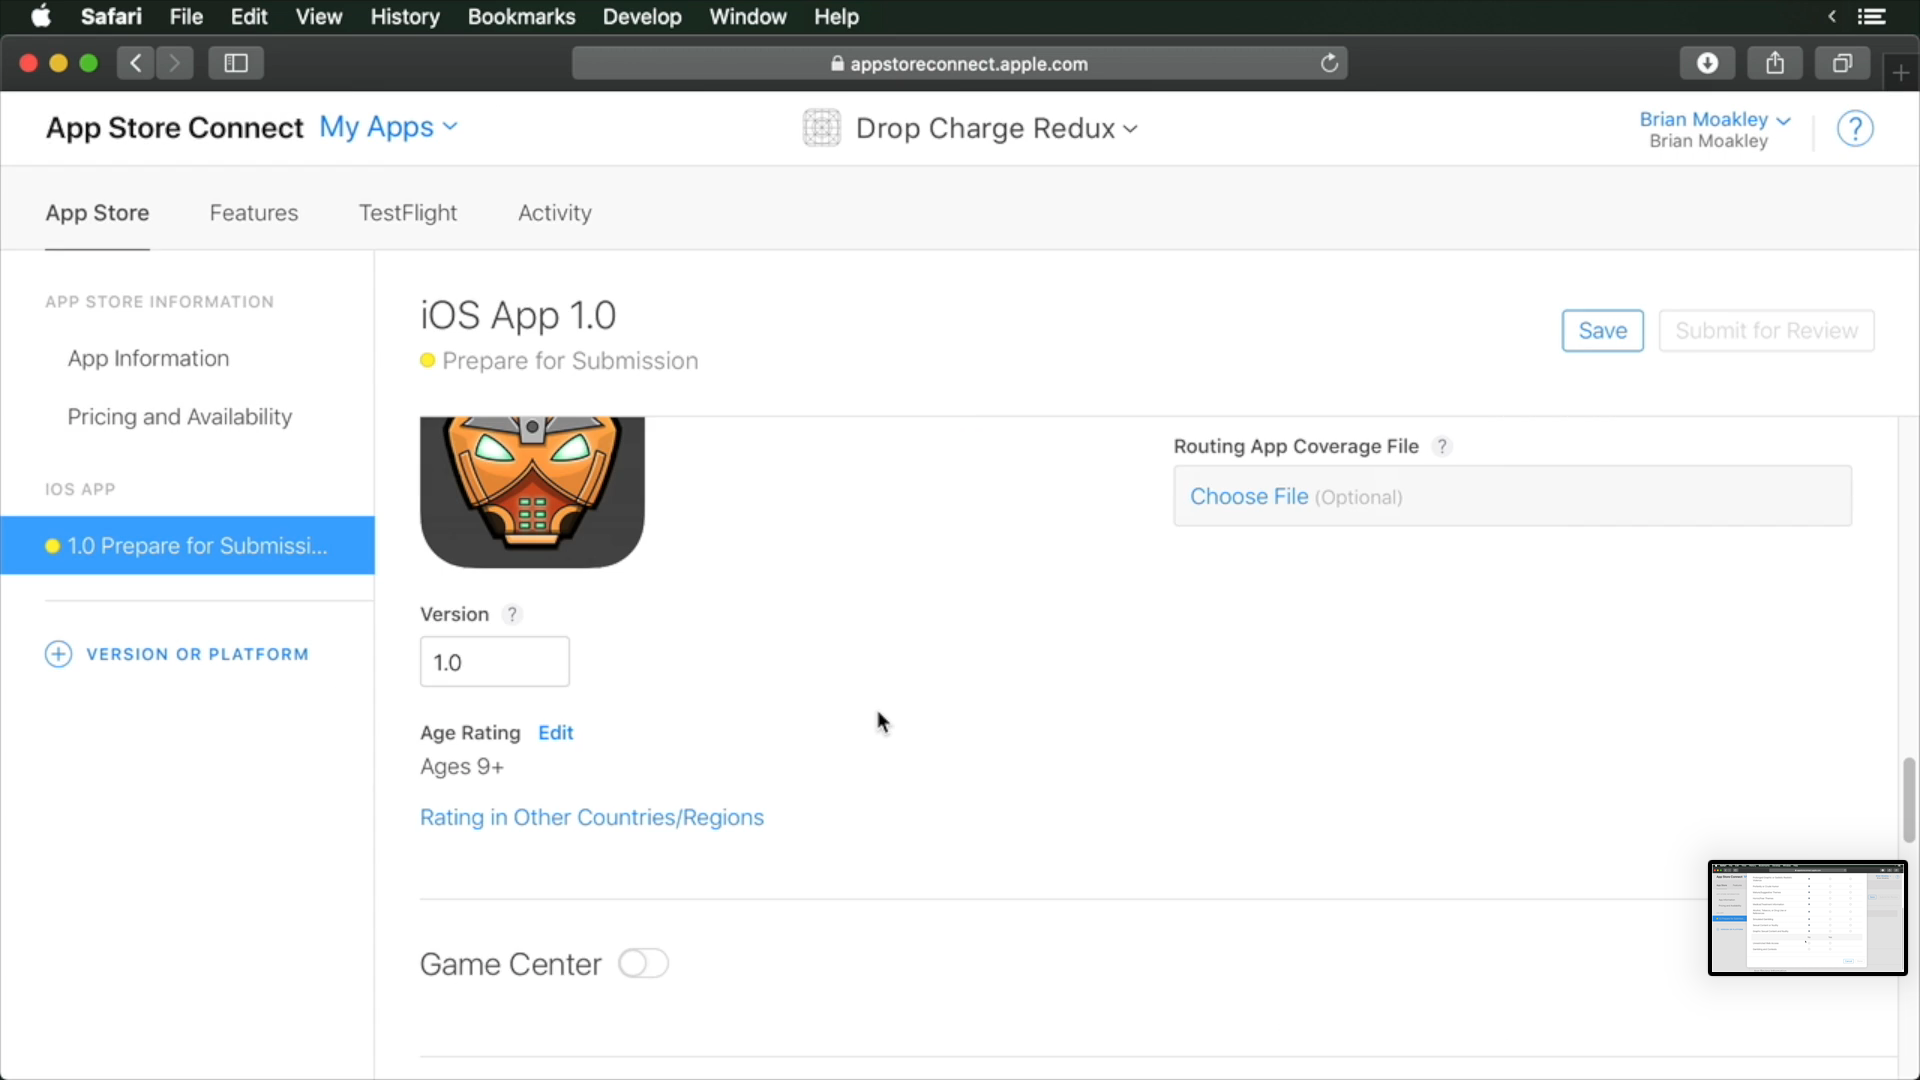 Safari File Edit View History Bookmarks Develop Window Help
appstoreconnect.apple.com
App Store Connect My Apps
Drop Charge Redux
Brian Moakley
Brian Moakley
?
App Store Features TestFlight Activity
APP STORE INFORMATION
App Information
Pricing and Availability
IOS APP
1.0 Prepare for Submissi...
VERSION OR PLATFORM
iOS App 1.0
Prepare for Submission
Save
Submit for Review
Routing App Coverage File ?
Choose File (Optional)
Version ?
1.0
Age Rating Edit
Ages 9+
Rating in Other Countries/Regions
Game Center